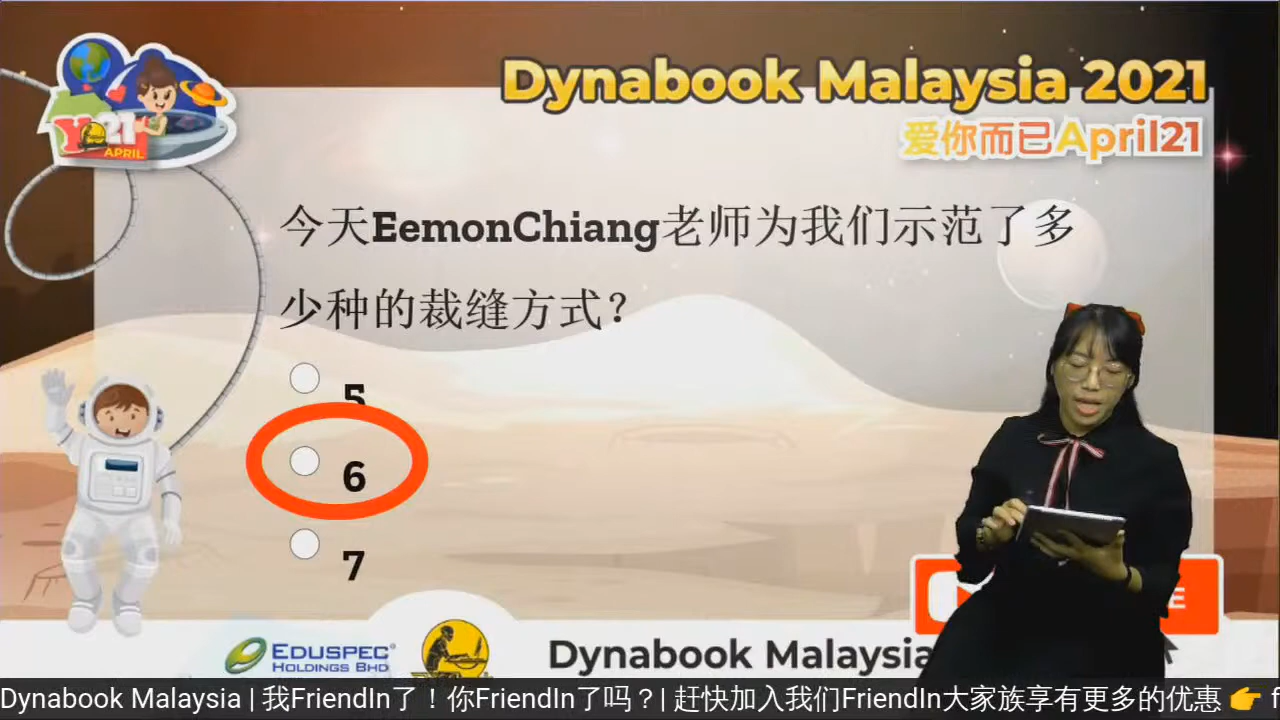 Dynabook Malaysia 2021
爱你而已April21
Y 21
APRIL
今天EemonChiang老师为我们示范了多
少种的裁缝方式？
5
6
7
E
EDUSPEC
HOLDINGS BHD
Dynabook Malaysia
Dynabook Malaysia | 我FriendIn了！你FriendIn了吗？| 赶快加入我们FriendIn大家族享有更多的优惠 👉 f